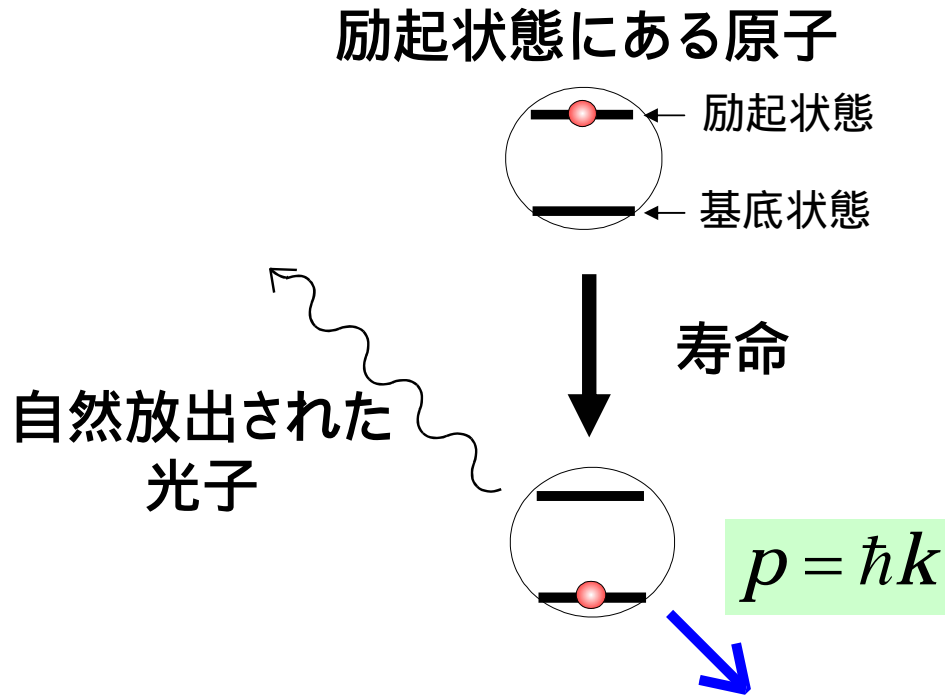 励起状態にある原子
励起状態
基底状態
寿命
自然放出された
光子
p = ħk